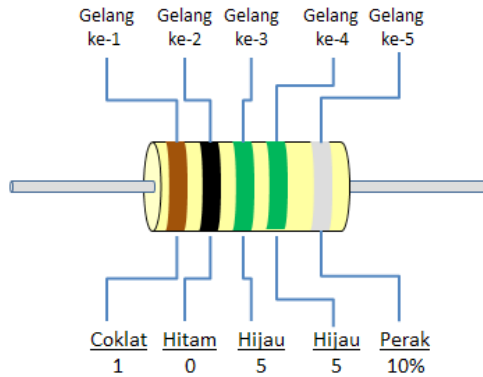 Gelang Gelang Gelang Gelang Gelang
ke-1 ke-2 ke-3 ke-4 ke-5
Coklat Hitam Hijau Hijau Perak
1 0 5 5 10%